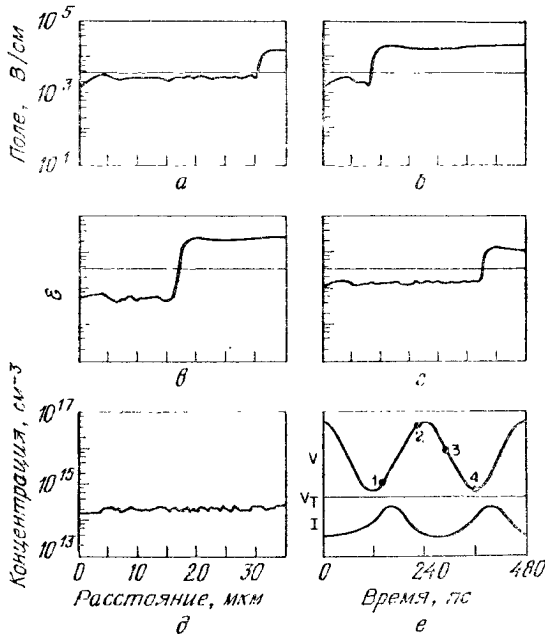 Поле, В/см
10^5
10^3
10^1
а
б
ℰ
в
с
Концентрация, см-3
10^17
10^15
10^13
0 10 20 30
Расстояние, мкм
д
V
V_T
I
1
2
3
4
0 240 480
Время, пс
е